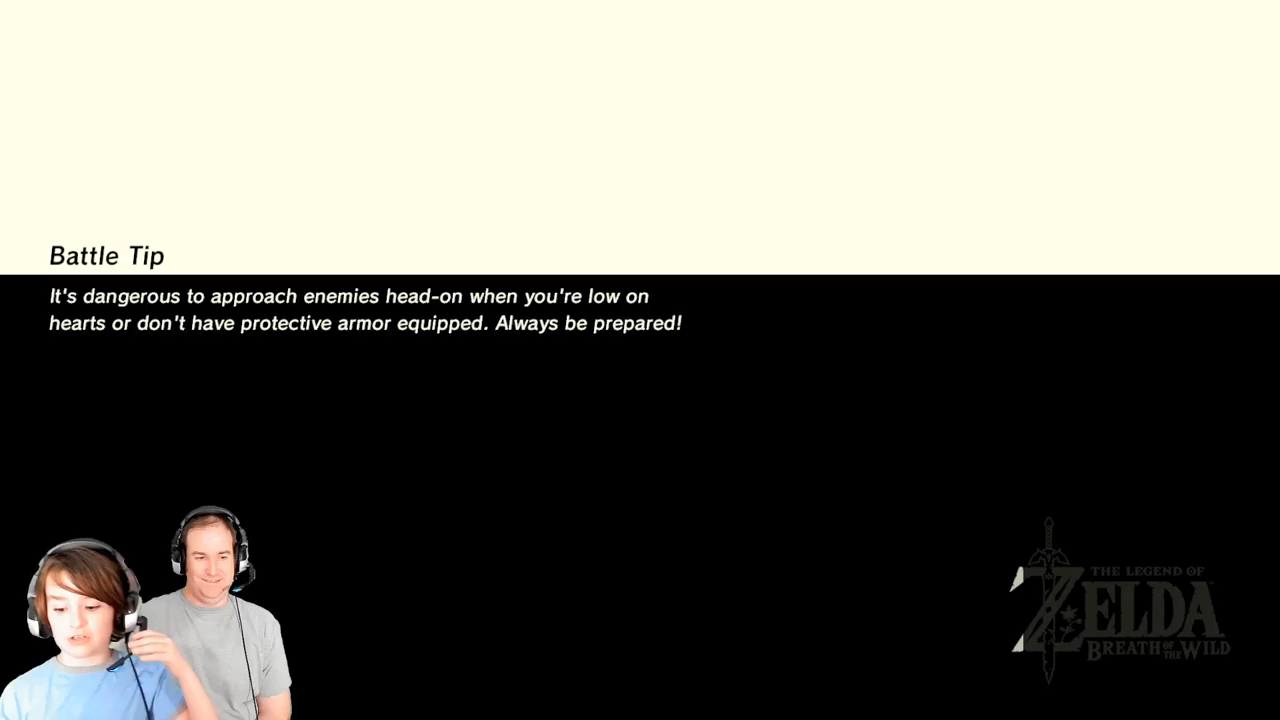 Battle Tip
It's dangerous to approach enemies head-on when you're low on
hearts or don't have protective armor equipped. Always be prepared!
THE LEGEND OF
ZELDA
BREATH OF THE WILD